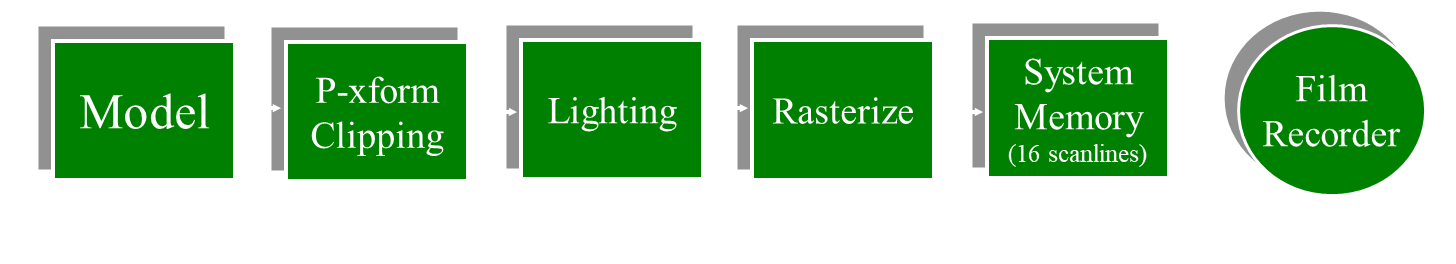 Model
P-xform
Clipping
Lighting
Rasterize
System
Memory
(16 scanlines)
Film
Recorder